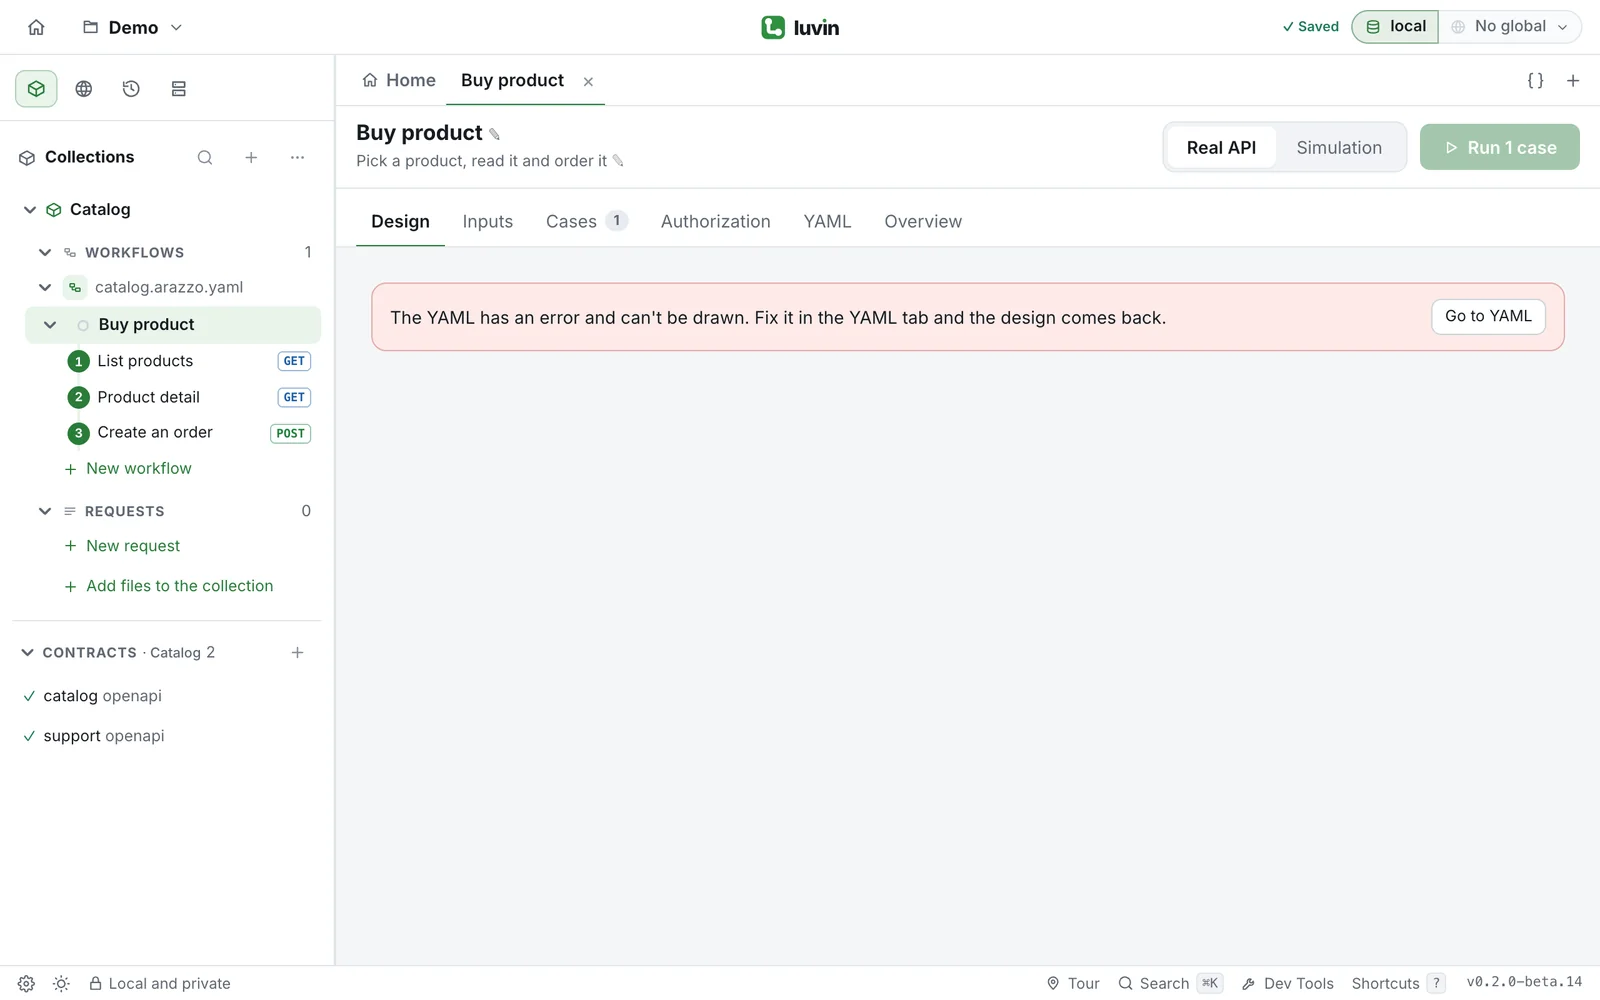 Demo
luvin
Saved
local
No global
Home
Buy product
{ }
Collections
Buy product
Pick a product, read it and order it
Real API
Simulation
Run 1 case
Catalog
Design
Inputs
Cases 1
Authorization
YAML
Overview
WORKFLOWS 1
catalog.arazzo.yaml
Buy product
1 List products GET
2 Product detail GET
3 Create an order POST
+ New workflow
REQUESTS 0
+ New request
+ Add files to the collection
CONTRACTS · Catalog 2
catalog openapi
support openapi
The YAML has an error and can't be drawn. Fix it in the YAML tab and the design comes back.
Go to YAML
Local and private
Tour
Search ⌘K
Dev Tools
Shortcuts ?
v0.2.0-beta.14